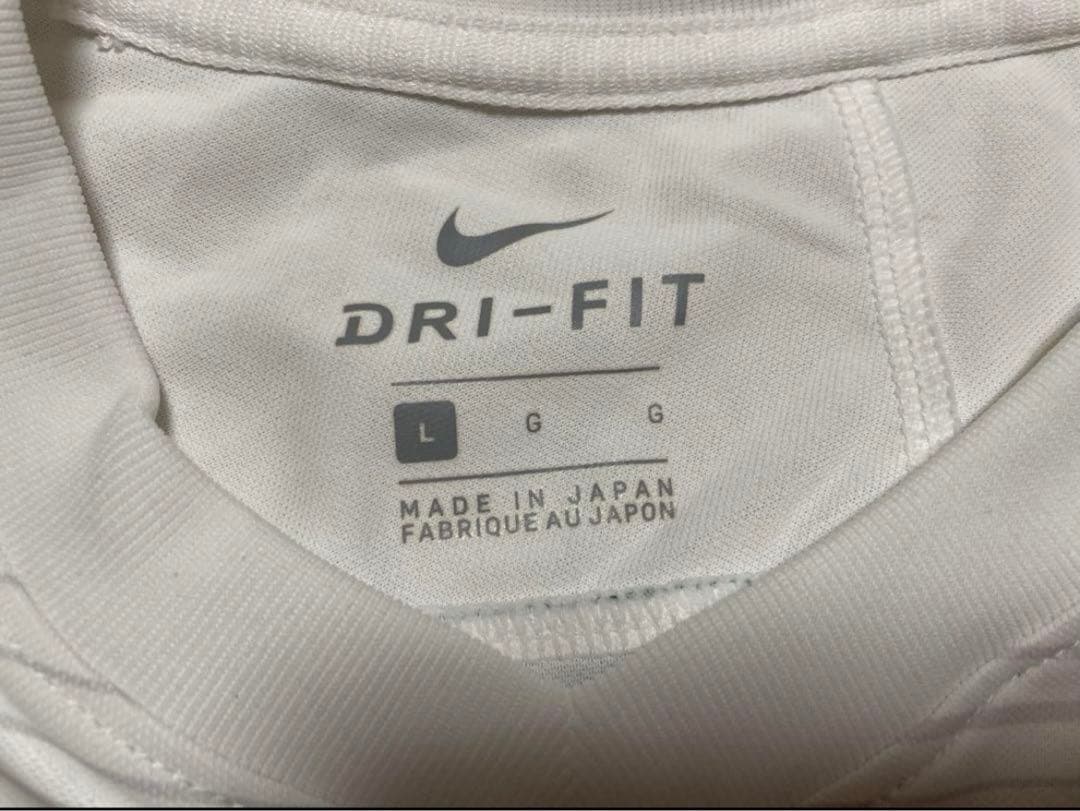 DRI-FIT
L G G
MADE IN JAPAN
FABRIQUE AU JAPON